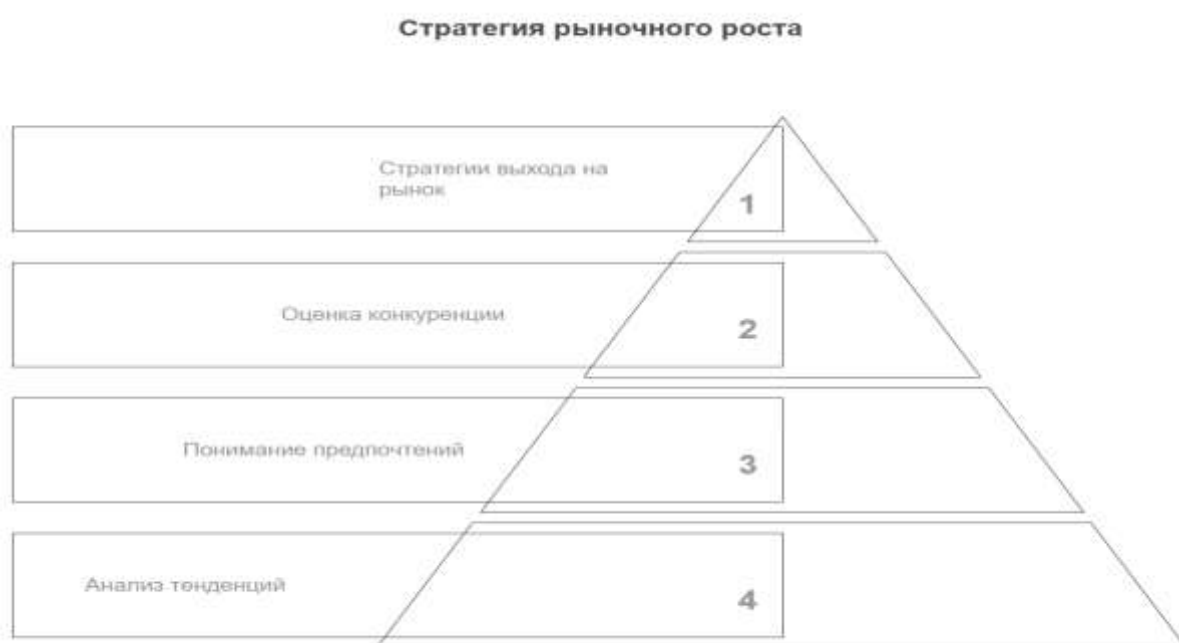 Стратегия рыночного роста
Стратегии выхода на
рынок
1
Оценка конкуренции
2
Понимание предпочтений
3
Анализ тенденций
4